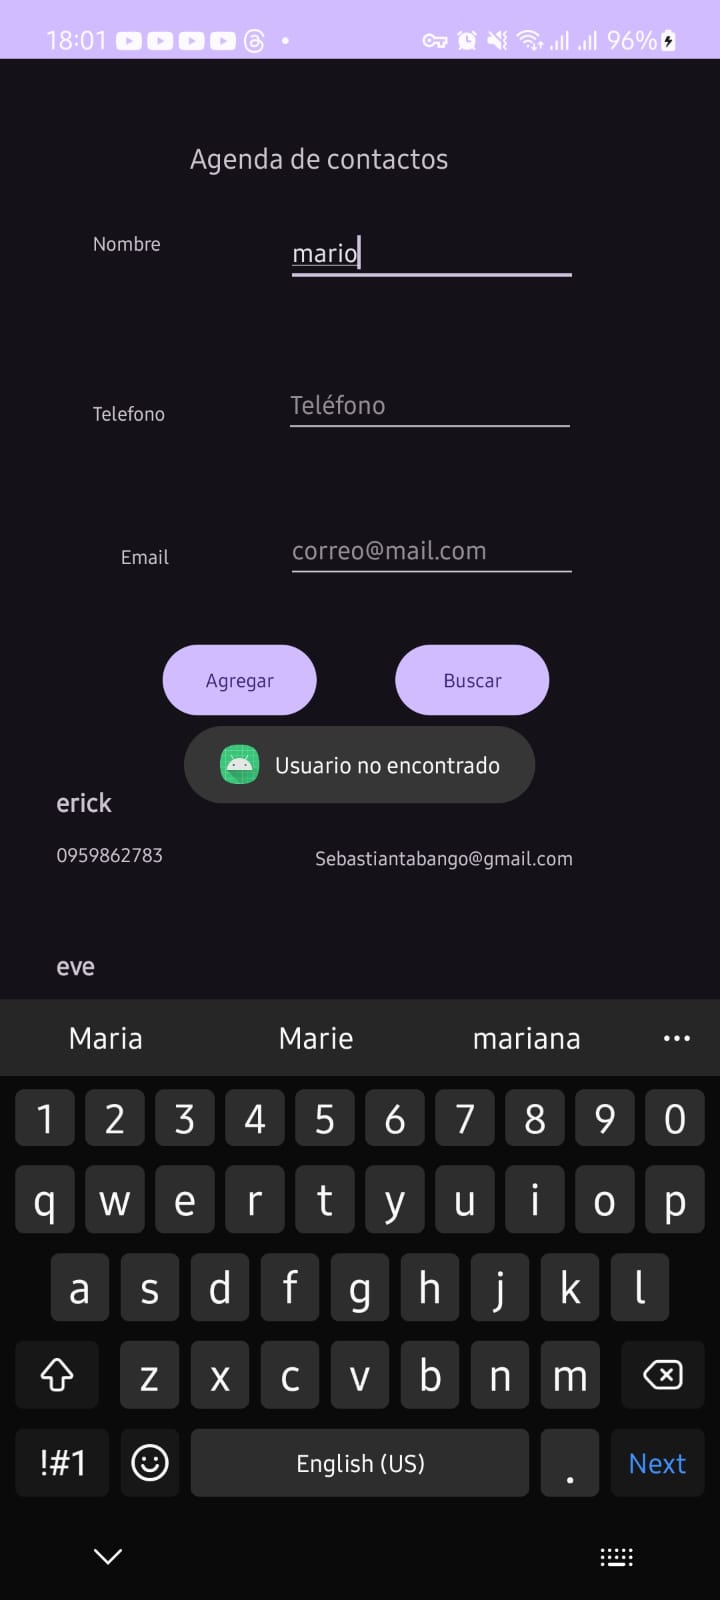 18:01 96%
Agenda de contactos
Nombre mario
Telefono Teléfono
Email correo@mail.com
Agregar Buscar
Usuario no encontrado
erick
0959862783 Sebastiantabango@gmail.com
eve
Maria Marie mariana ...
1 2 3 4 5 6 7 8 9 0
q w e r t y u i o p
a s d f g h j k l
z x c v b n m
!#1 English (US) . Next